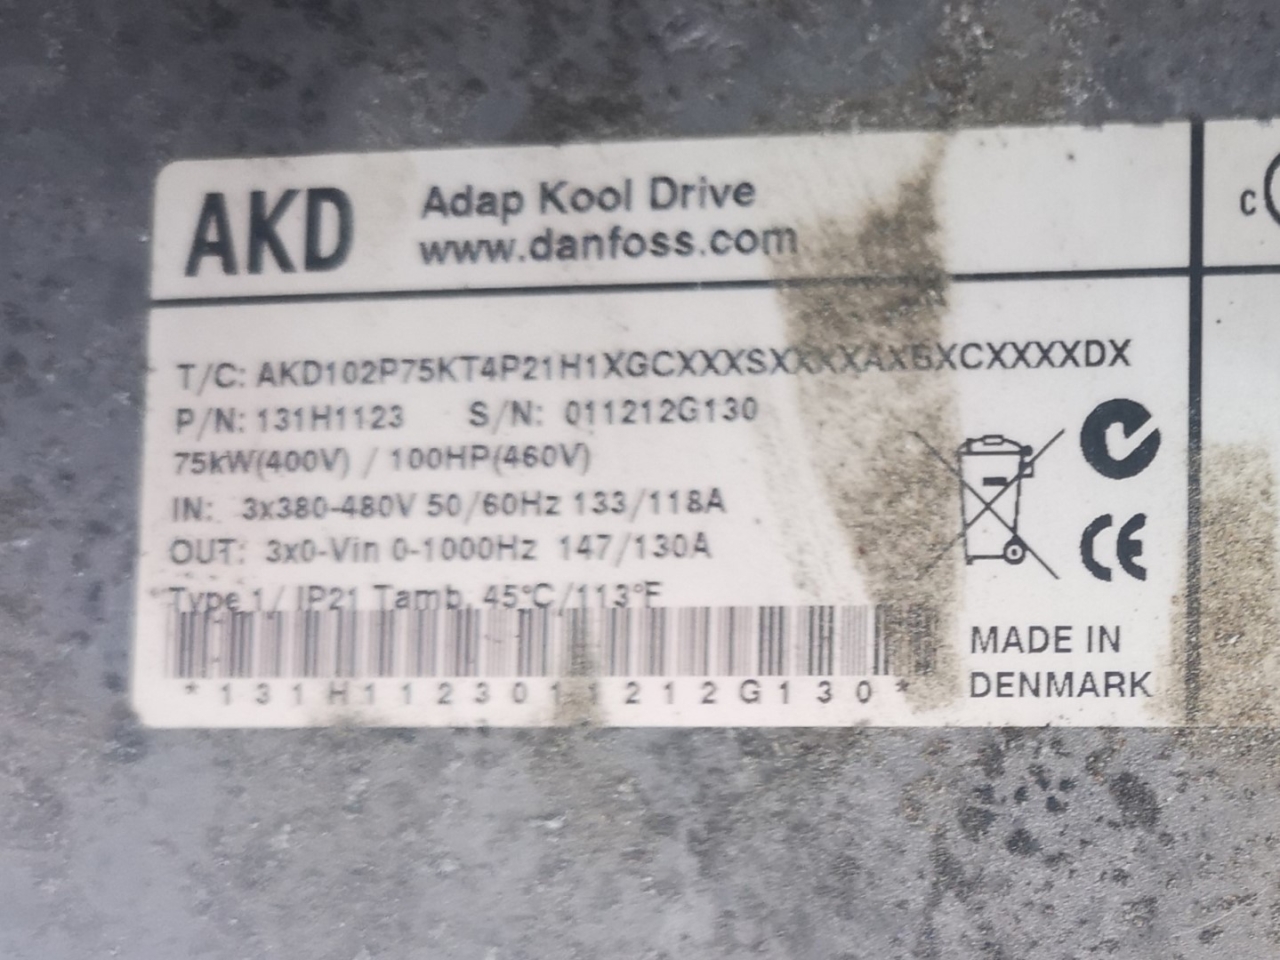 AKD
Adap Kool Drive
www.danfoss.com
T/C: AKD102P75KT4P21H1XGCXXXSXXXXAXBXCXXXXDX
P/N: 131H1123 S/N: 011212G130
75kW(400V) / 100HP(460V)
IN: 3x380-480V 50/60Hz 133/118A
OUT: 3x0-Vin 0-1000Hz 147/130A
Type 1/ IP21 Tamb. 45°C/113°F
*131H1123011212G130*
CE
MADE IN
DENMARK
c